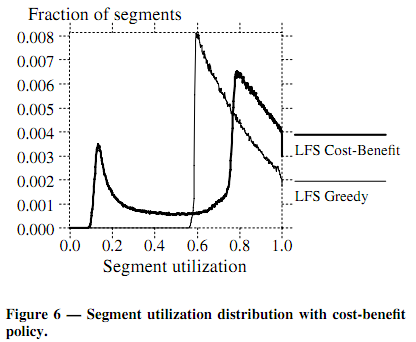 Fraction of segments
0.008
0.007
0.006
0.005
0.004
0.003
0.002
0.001
0.000
0.0 0.2 0.4 0.6 0.8 1.0
Segment utilization
LFS Cost-Benefit
LFS Greedy
Figure 6 — Segment utilization distribution with cost-benefit
policy.